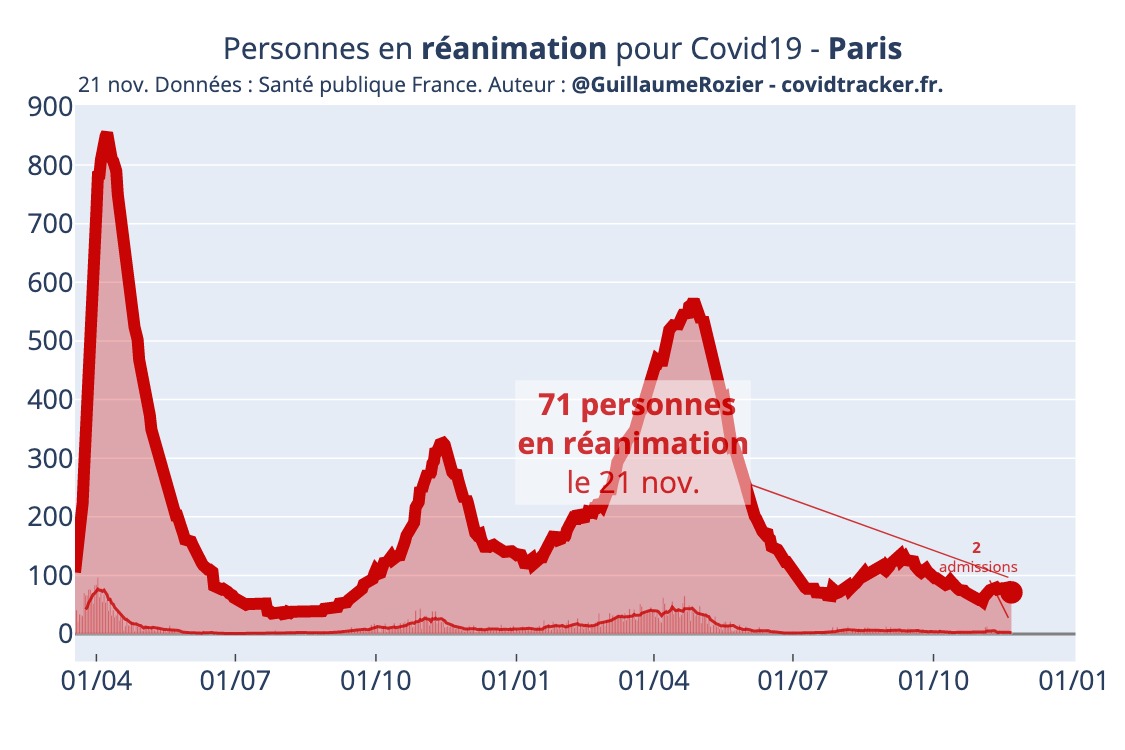 Personnes en réanimation pour Covid19 - Paris
21 nov. Données : Santé publique France. Auteur : @GuillaumeRozier - covidtracker.fr.
900
800
700
600
500
400
300
200
100
0
71 personnes
en réanimation
le 21 nov.
2
admissions
01/04 01/07 01/10 01/01 01/04 01/07 01/10 01/01